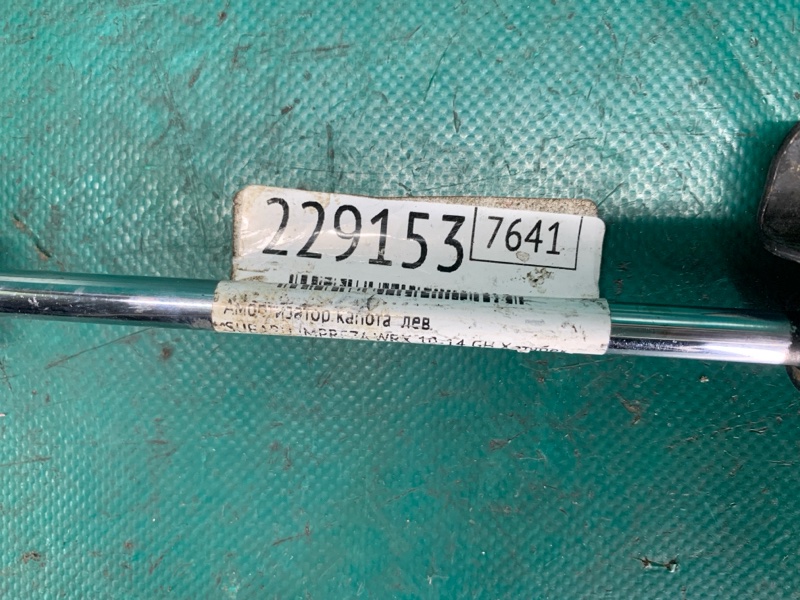 229153 7641
Амортизатор капота лев.
SUBARU IMPREZA WRX 10-14 GH